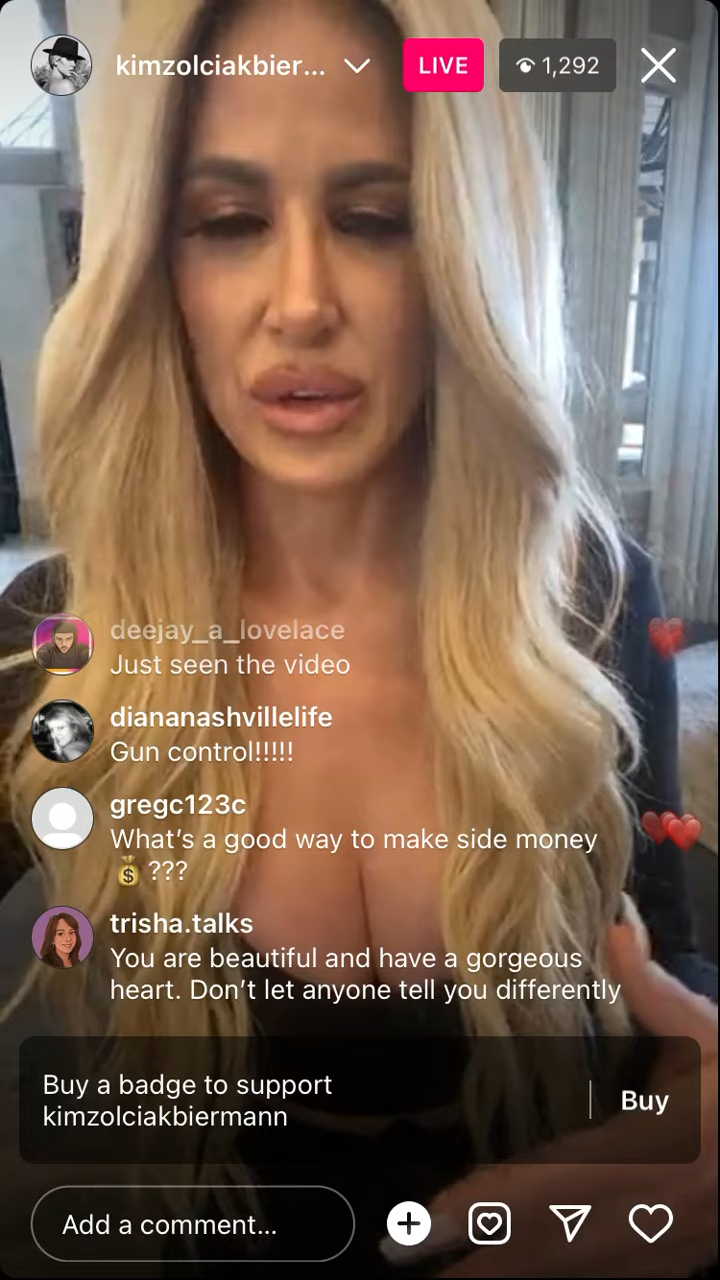 kimzolciakbier...
LIVE
1,292
deejay_a_lovelace
Just seen the video
diananashvillelife
Gun control!!!!!
gregc123c
What's a good way to make side money
💰 ???
trisha.talks
You are beautiful and have a gorgeous
heart. Don't let anyone tell you differently
Buy a badge to support
kimzolciakbiermann
Buy
Add a comment...